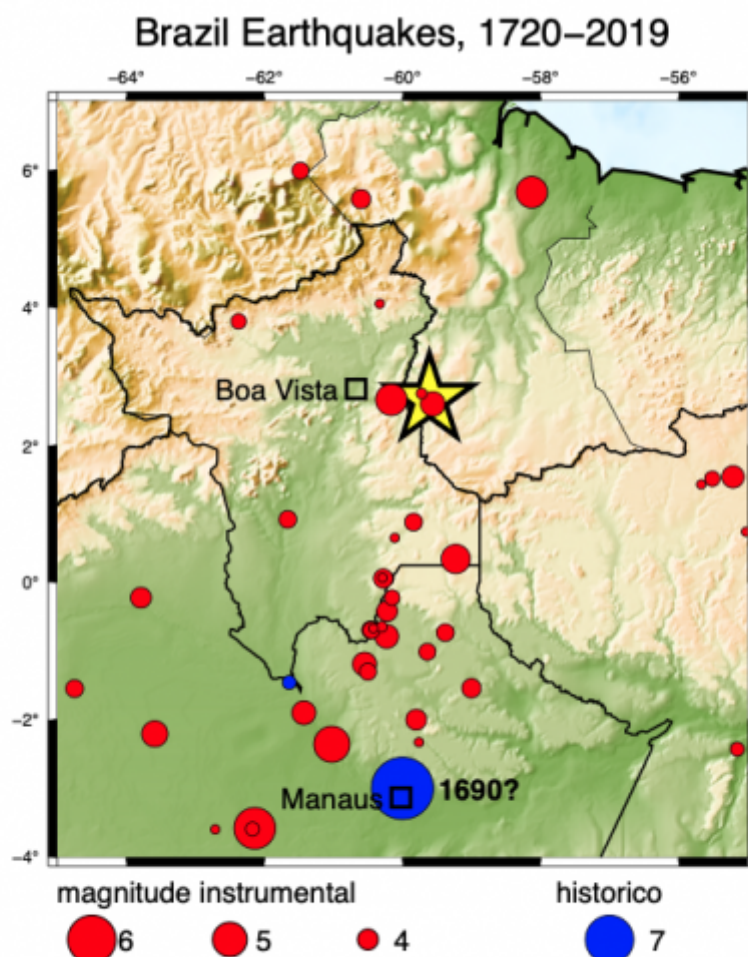 Brazil Earthquakes, 1720−2019
−64° −62° −60° −58° −56°
6°
4°
Boa Vista
2°
0°
−2°
Manaus 1690?
−4°
magnitude instrumental historico
6 5 4 7